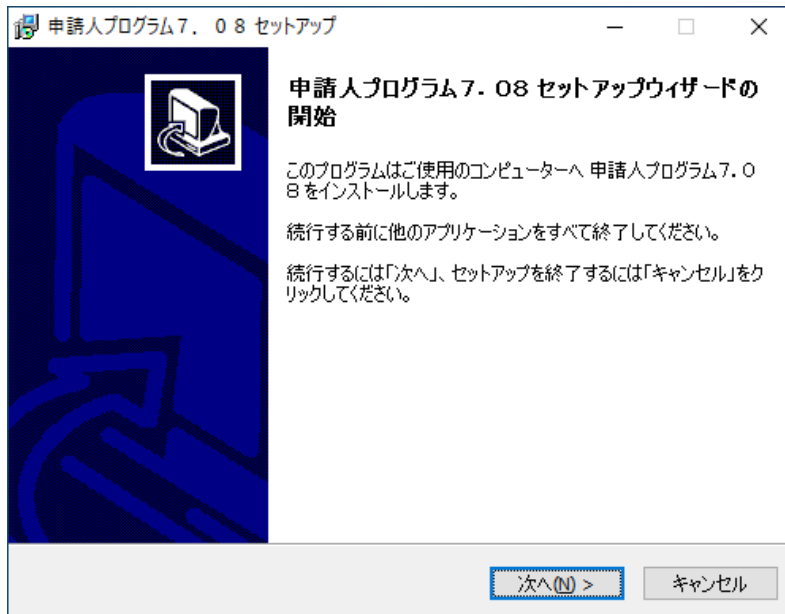 申請人プログラム7．08 セットアップ
申請人プログラム7．08 セットアップウィザードの
開始
このプログラムはご使用のコンピューターへ 申請人プログラム7．0
8 をインストールします。
続行する前に他のアプリケーションをすべて終了してください。
続行するには「次へ」、セットアップを終了するには「キャンセル」をク
リックしてください。
次へ(N) >
キャンセル